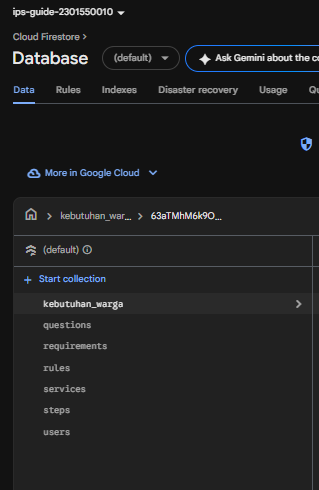 ips-guide-2301550010
Cloud Firestore
Database
(default)
Ask Gemini about the
Data Rules Indexes Disaster recovery Usage
More in Google Cloud
kebutuhan_war... 63aTMhM6k9O...
(default)
+ Start collection
kebutuhan_warga
questions
requirements
rules
services
steps
users